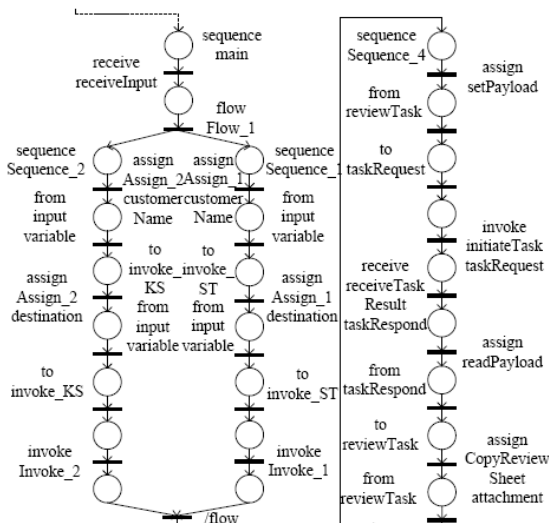 sequence
main
receive
receiveInput
flow
Flow_1
sequence
Sequence_2
assign
Assign_2
customer
Name
assign
Assign_1
customer
Name
sequence
Sequence_1
from
input
variable
from
input
variable
to
invoke_
KS
from
input
variable
to
invoke_
ST
from
input
variable
assign
Assign_2
destination
assign
Assign_1
destination
to
invoke_KS
to
invoke_ST
invoke
Invoke_2
invoke
Invoke_1
/flow
sequence
Sequence_4
assign
setPayload
from
reviewTask
to
taskRequest
invoke
initiateTask
taskRequest
receive
receiveTask
Result
taskRespond
assign
readPayload
from
taskRespond
to
reviewTask
assign
CopyReview
Sheet
attachment
from
reviewTask